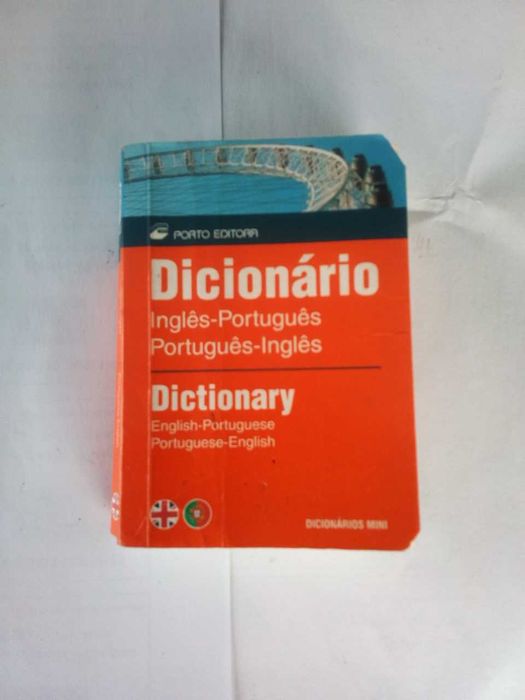 PORTO EDITORA
Dicionário
Inglês-Português
Português-Inglês
Dictionary
English-Portuguese
Portuguese-English
DICIONÁRIOS MINI